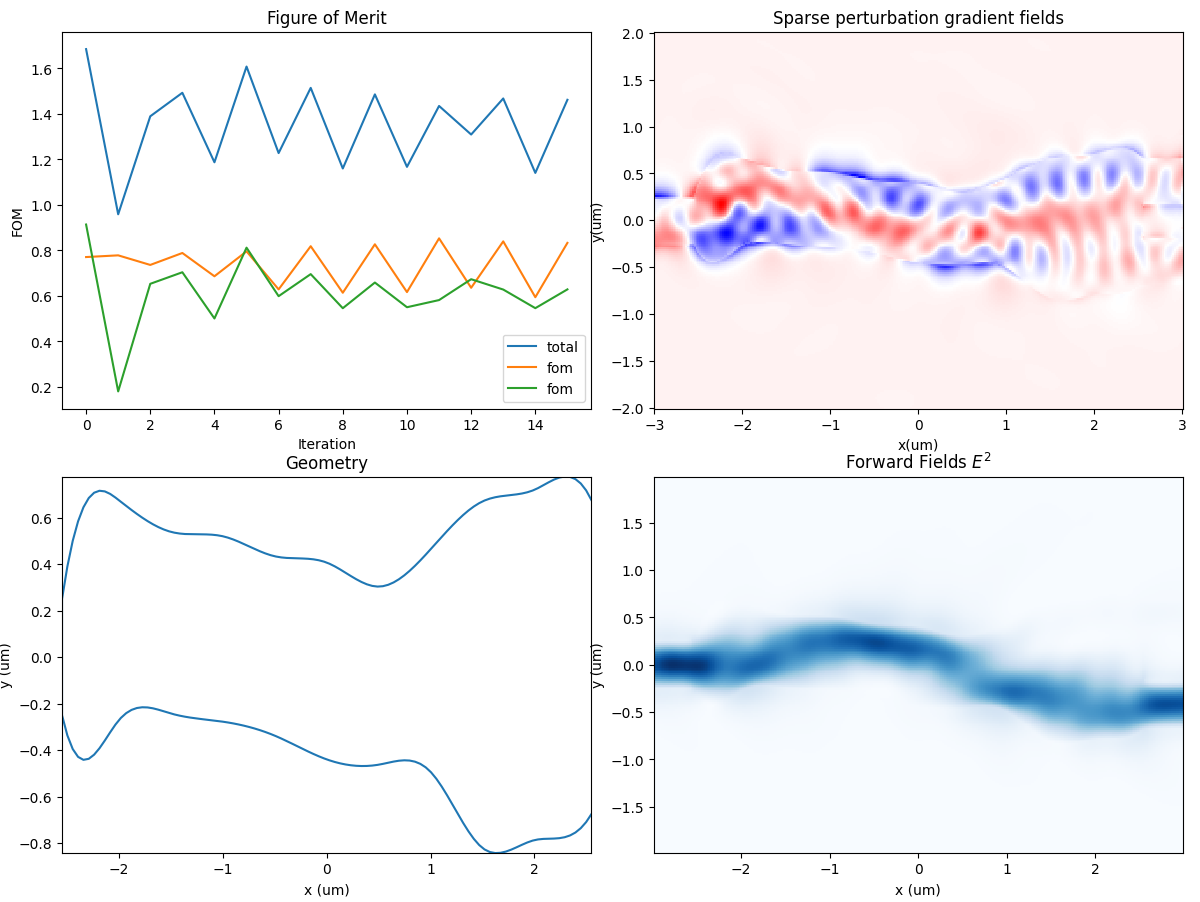 Figure of Merit
FOM
1.6
1.4
1.2
1.0
0.8
0.6
0.4
0.2
total
fom
fom
0 2 4 6 8 10 12 14
Iteration
Sparse perturbation gradient fields
y(um)
2.0
1.5
1.0
0.5
0.0
−0.5
−1.0
−1.5
−2.0
−3 −2 −1 0 1 2 3
x(um)
Geometry
y (um)
0.6
0.4
0.2
0.0
−0.2
−0.4
−0.6
−0.8
−2 −1 0 1 2
x (um)
Forward Fields E²
y (um)
1.5
1.0
0.5
0.0
−0.5
−1.0
−1.5
−2 −1 0 1 2
x (um)